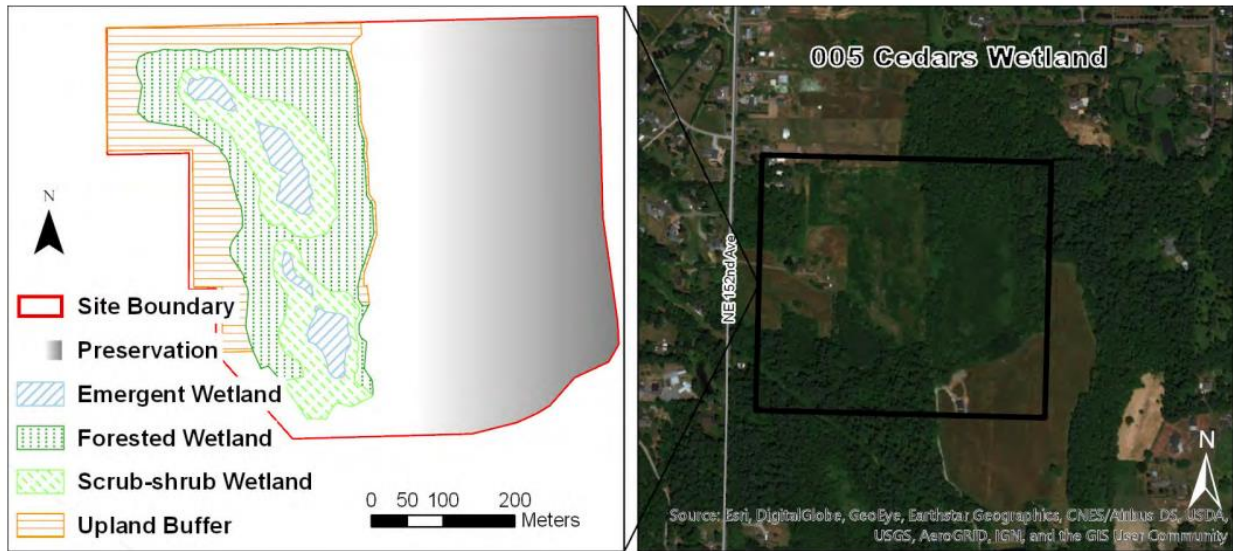 N
Site Boundary
Preservation
Emergent Wetland
Forested Wetland
Scrub-shrub Wetland
Upland Buffer
0 50 100 200
Meters
005 Cedars Wetland
NE 152nd Ave
N
Source: Esri, DigitalGlobe, GeoEye, Earthstar Geographics, CNES/Airbus DS, USDA,
USGS, AeroGRID, IGN, and the GIS User Community